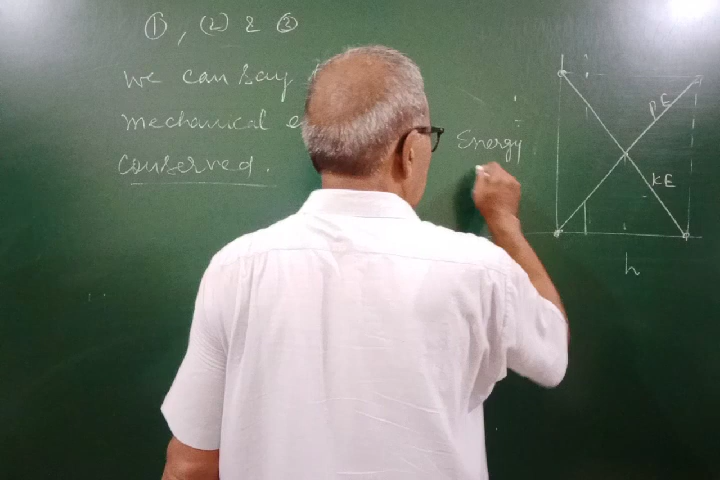 ①, (2) & ③
We can say
mechanical e
conserved.
Energy
PE
KE
h